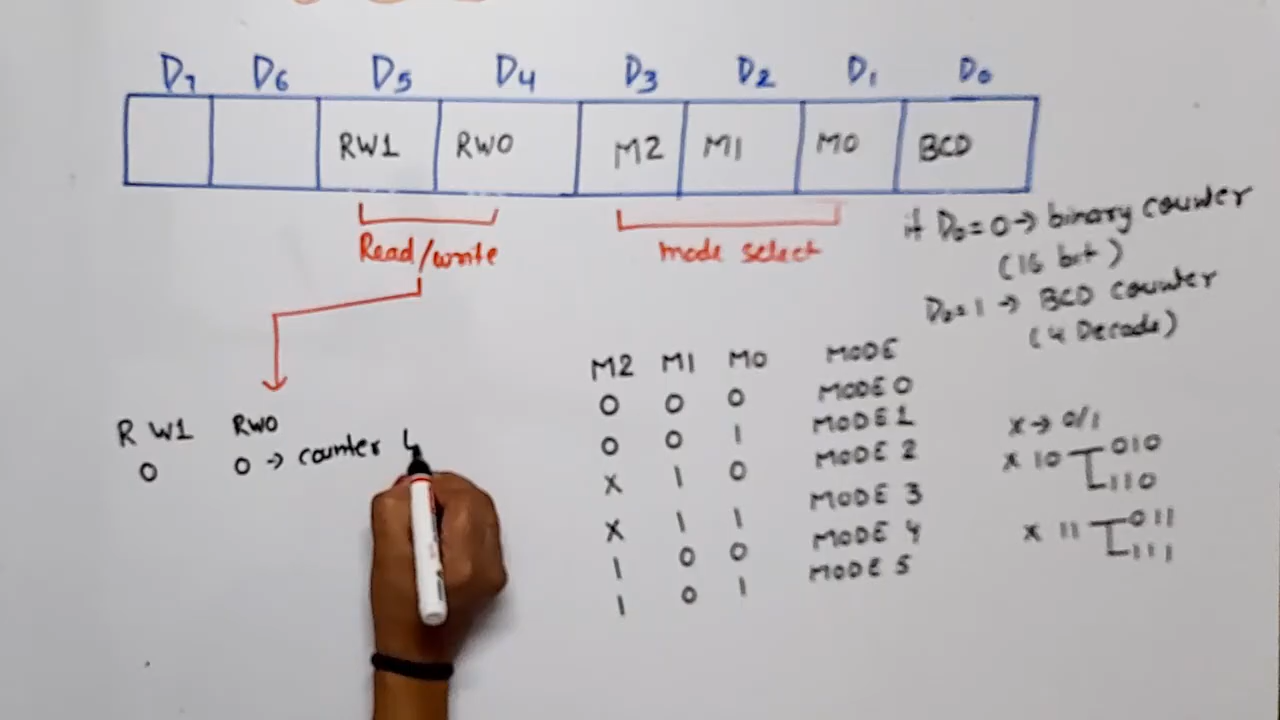 D7 D6 D5 D4 D3 D2 D1 D0
RW1 RW0 M2 M1 M0 BCD
Read/write
mode select
if D0=0→ binary counter
(16 bit)
D0=1 → BCD counter
(4 Decade)
R W1 RW0
0 0 → counter L
M2 M1 M0 MODE
0 0 0 MODE 0
0 0 1 MODE 1
X 1 0 MODE 2
X 1 1 MODE 3
1 0 0 MODE 4
1 0 1 MODE 5
x → 0/1
x 10 010
110
x 11 011
111